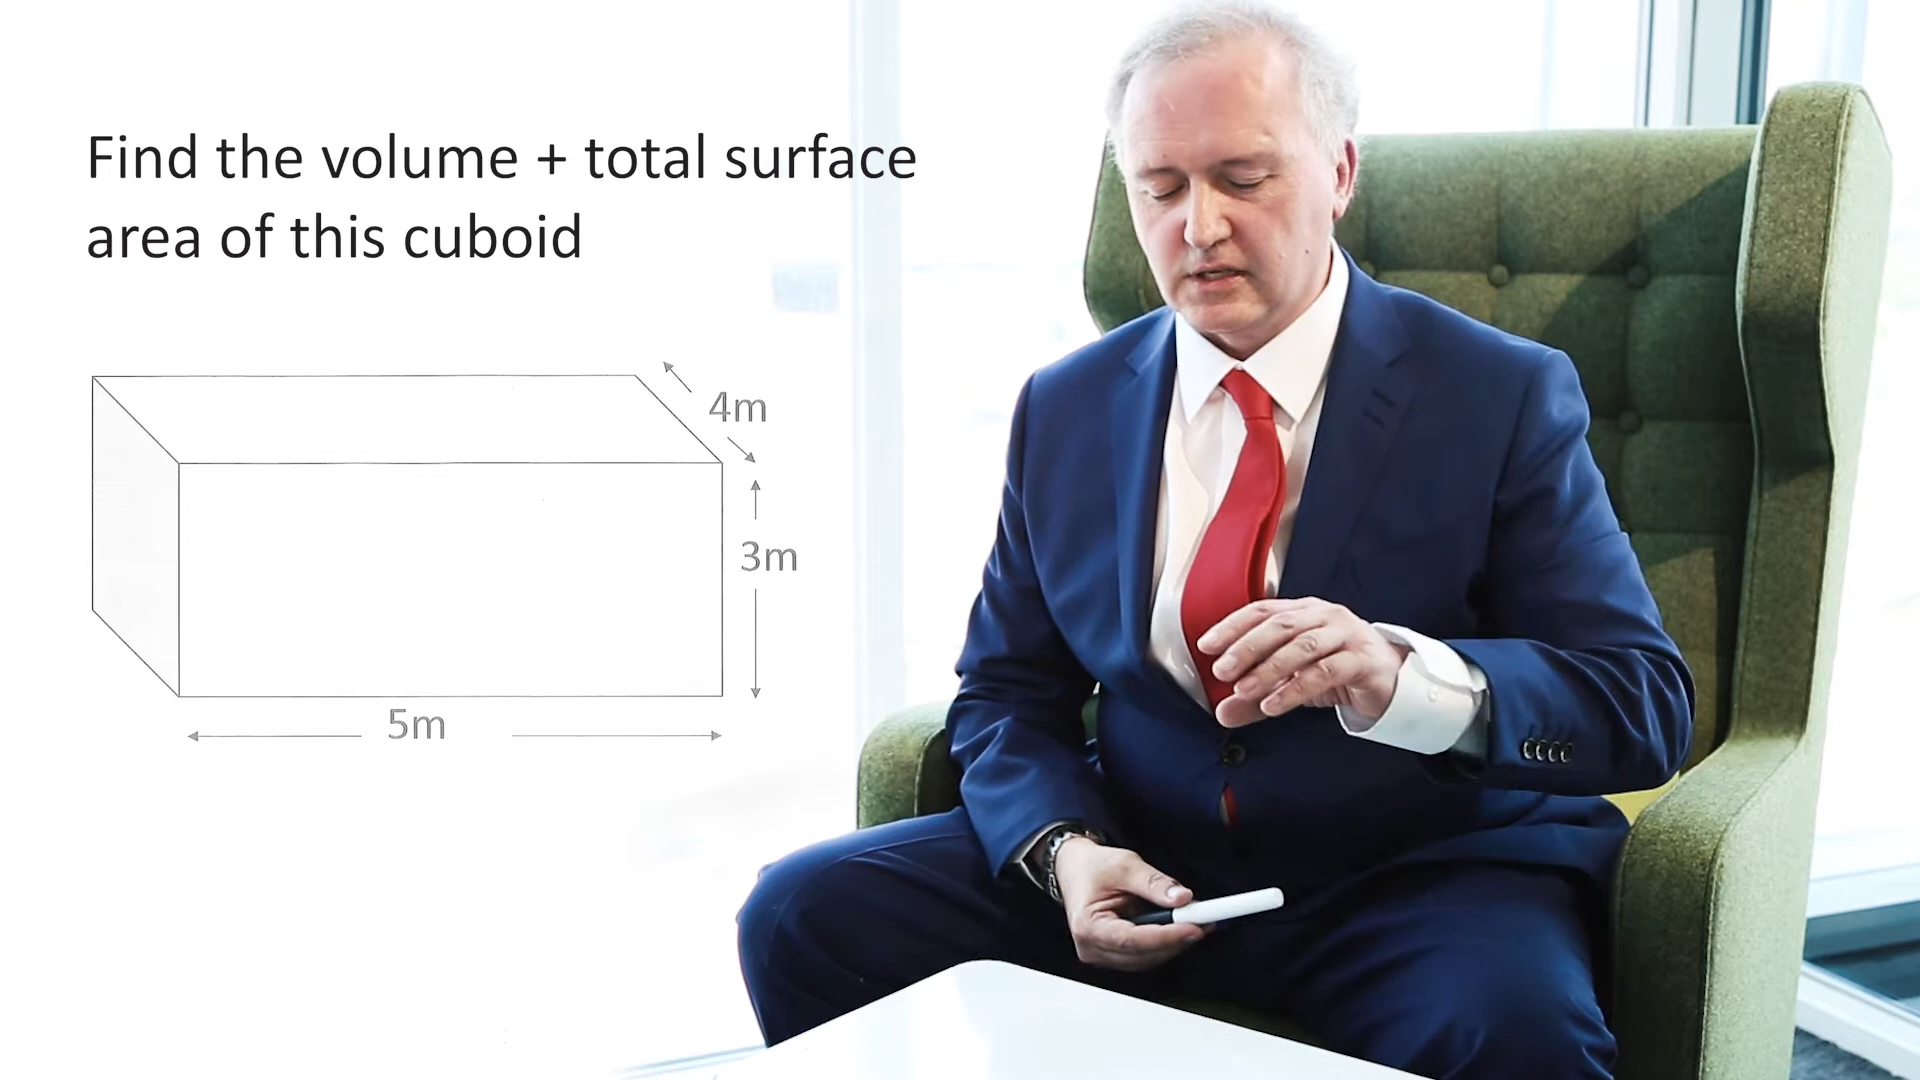 Find the volume + total surface
area of this cuboid
4m
3m
5m